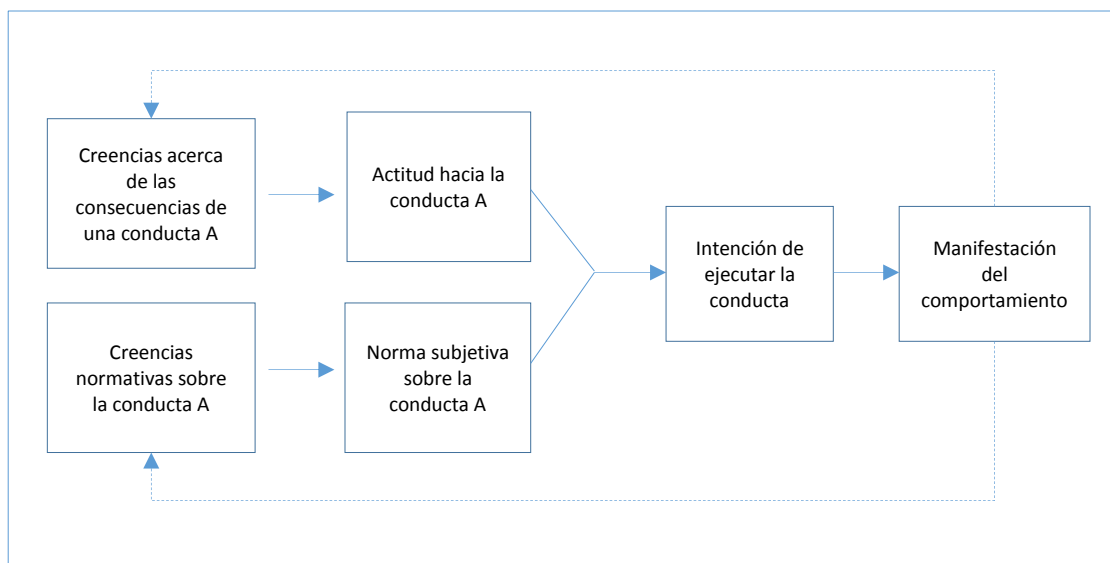 Creencias acerca
de las
consecuencias de
una conducta A
Actitud hacia la
conducta A
Intención de
ejecutar la
conducta
Manifestación
del
comportamiento
Creencias
normativas sobre
la conducta A
Norma subjetiva
sobre la
conducta A